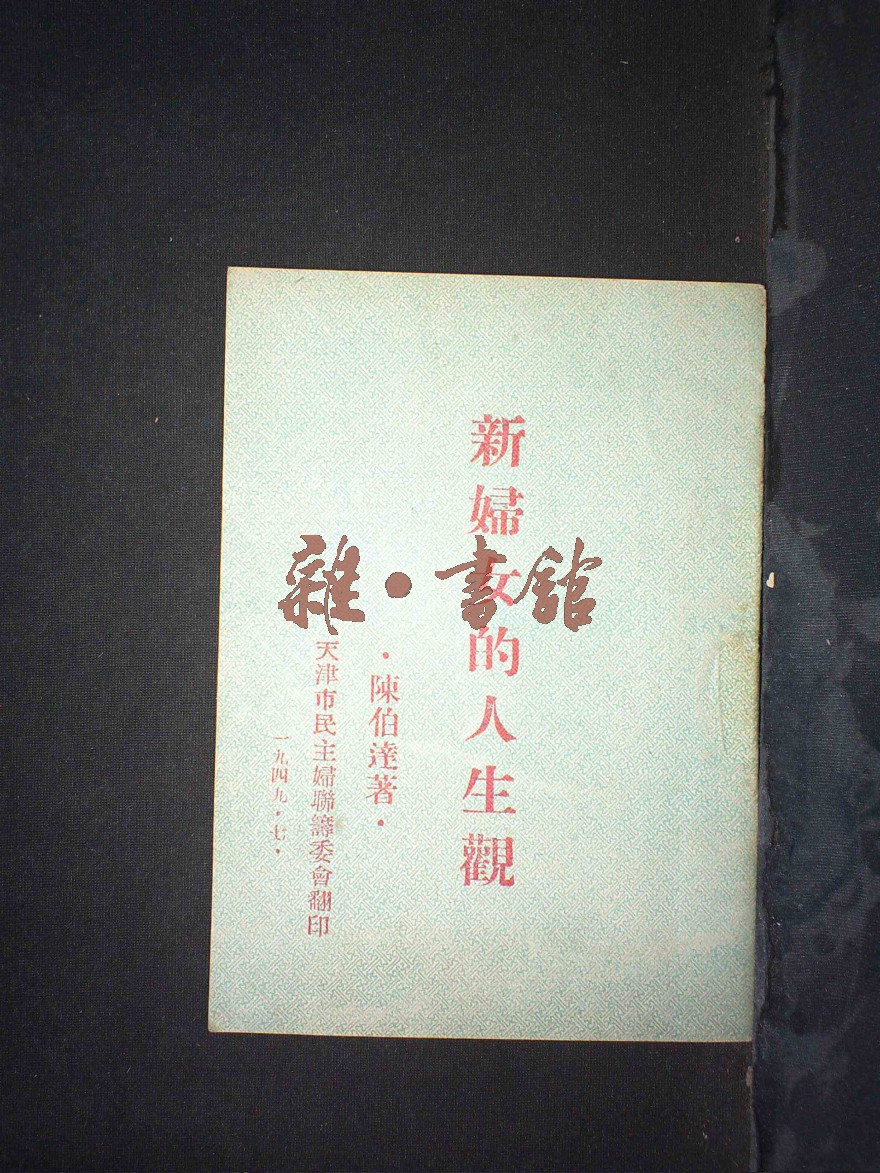 新婦女的人生觀
·陳伯達著·
天津市民主婦聯籌委會翻印
一九四九·七·
雜·書館